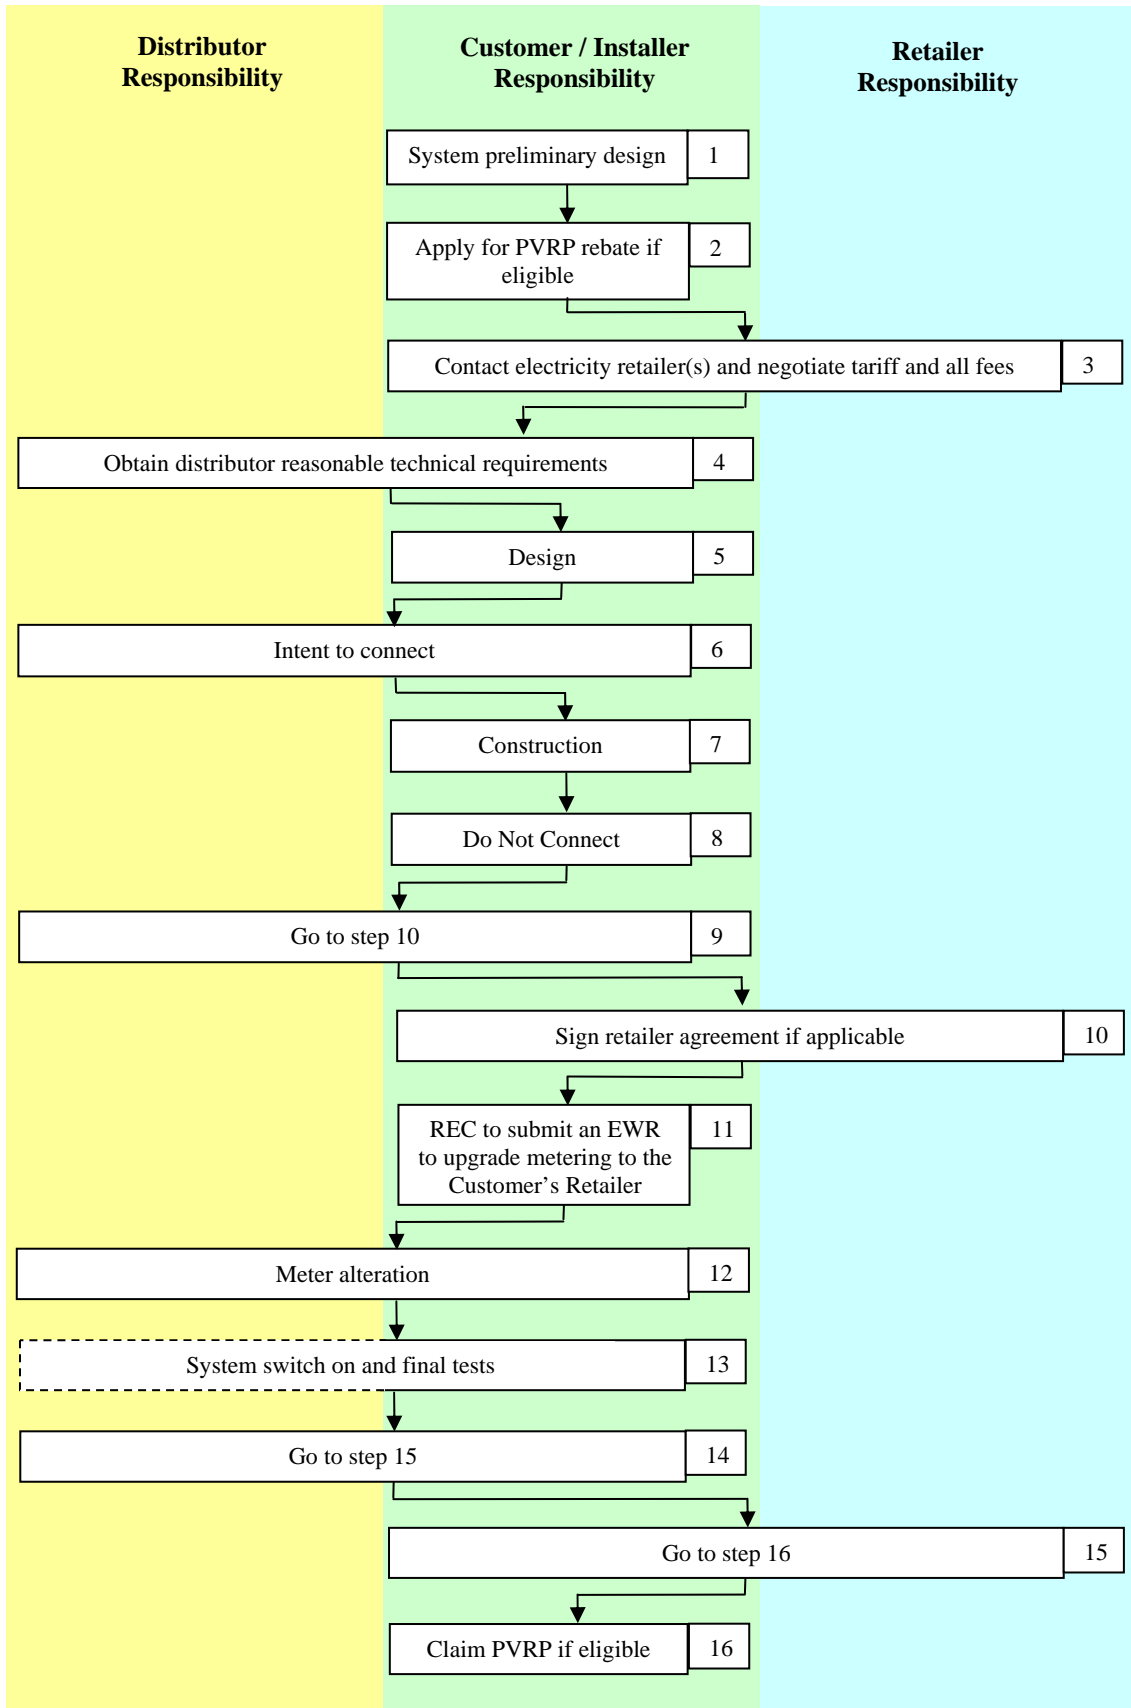 Distributor
Responsibility
Customer / Installer
Responsibility
Retailer
Responsibility
System preliminary design
1
Apply for PVRP rebate if
eligible
2
Contact electricity retailer(s) and negotiate tariff and all fees
3
Obtain distributor reasonable technical requirements
4
Design
5
Intent to connect
6
Construction
7
Do Not Connect
8
Go to step 10
9
Sign retailer agreement if applicable
10
REC to submit an EWR
to upgrade metering to the
Customer’s Retailer
11
Meter alteration
12
System switch on and final tests
13
Go to step 15
14
Go to step 16
15
Claim PVRP if eligible
16